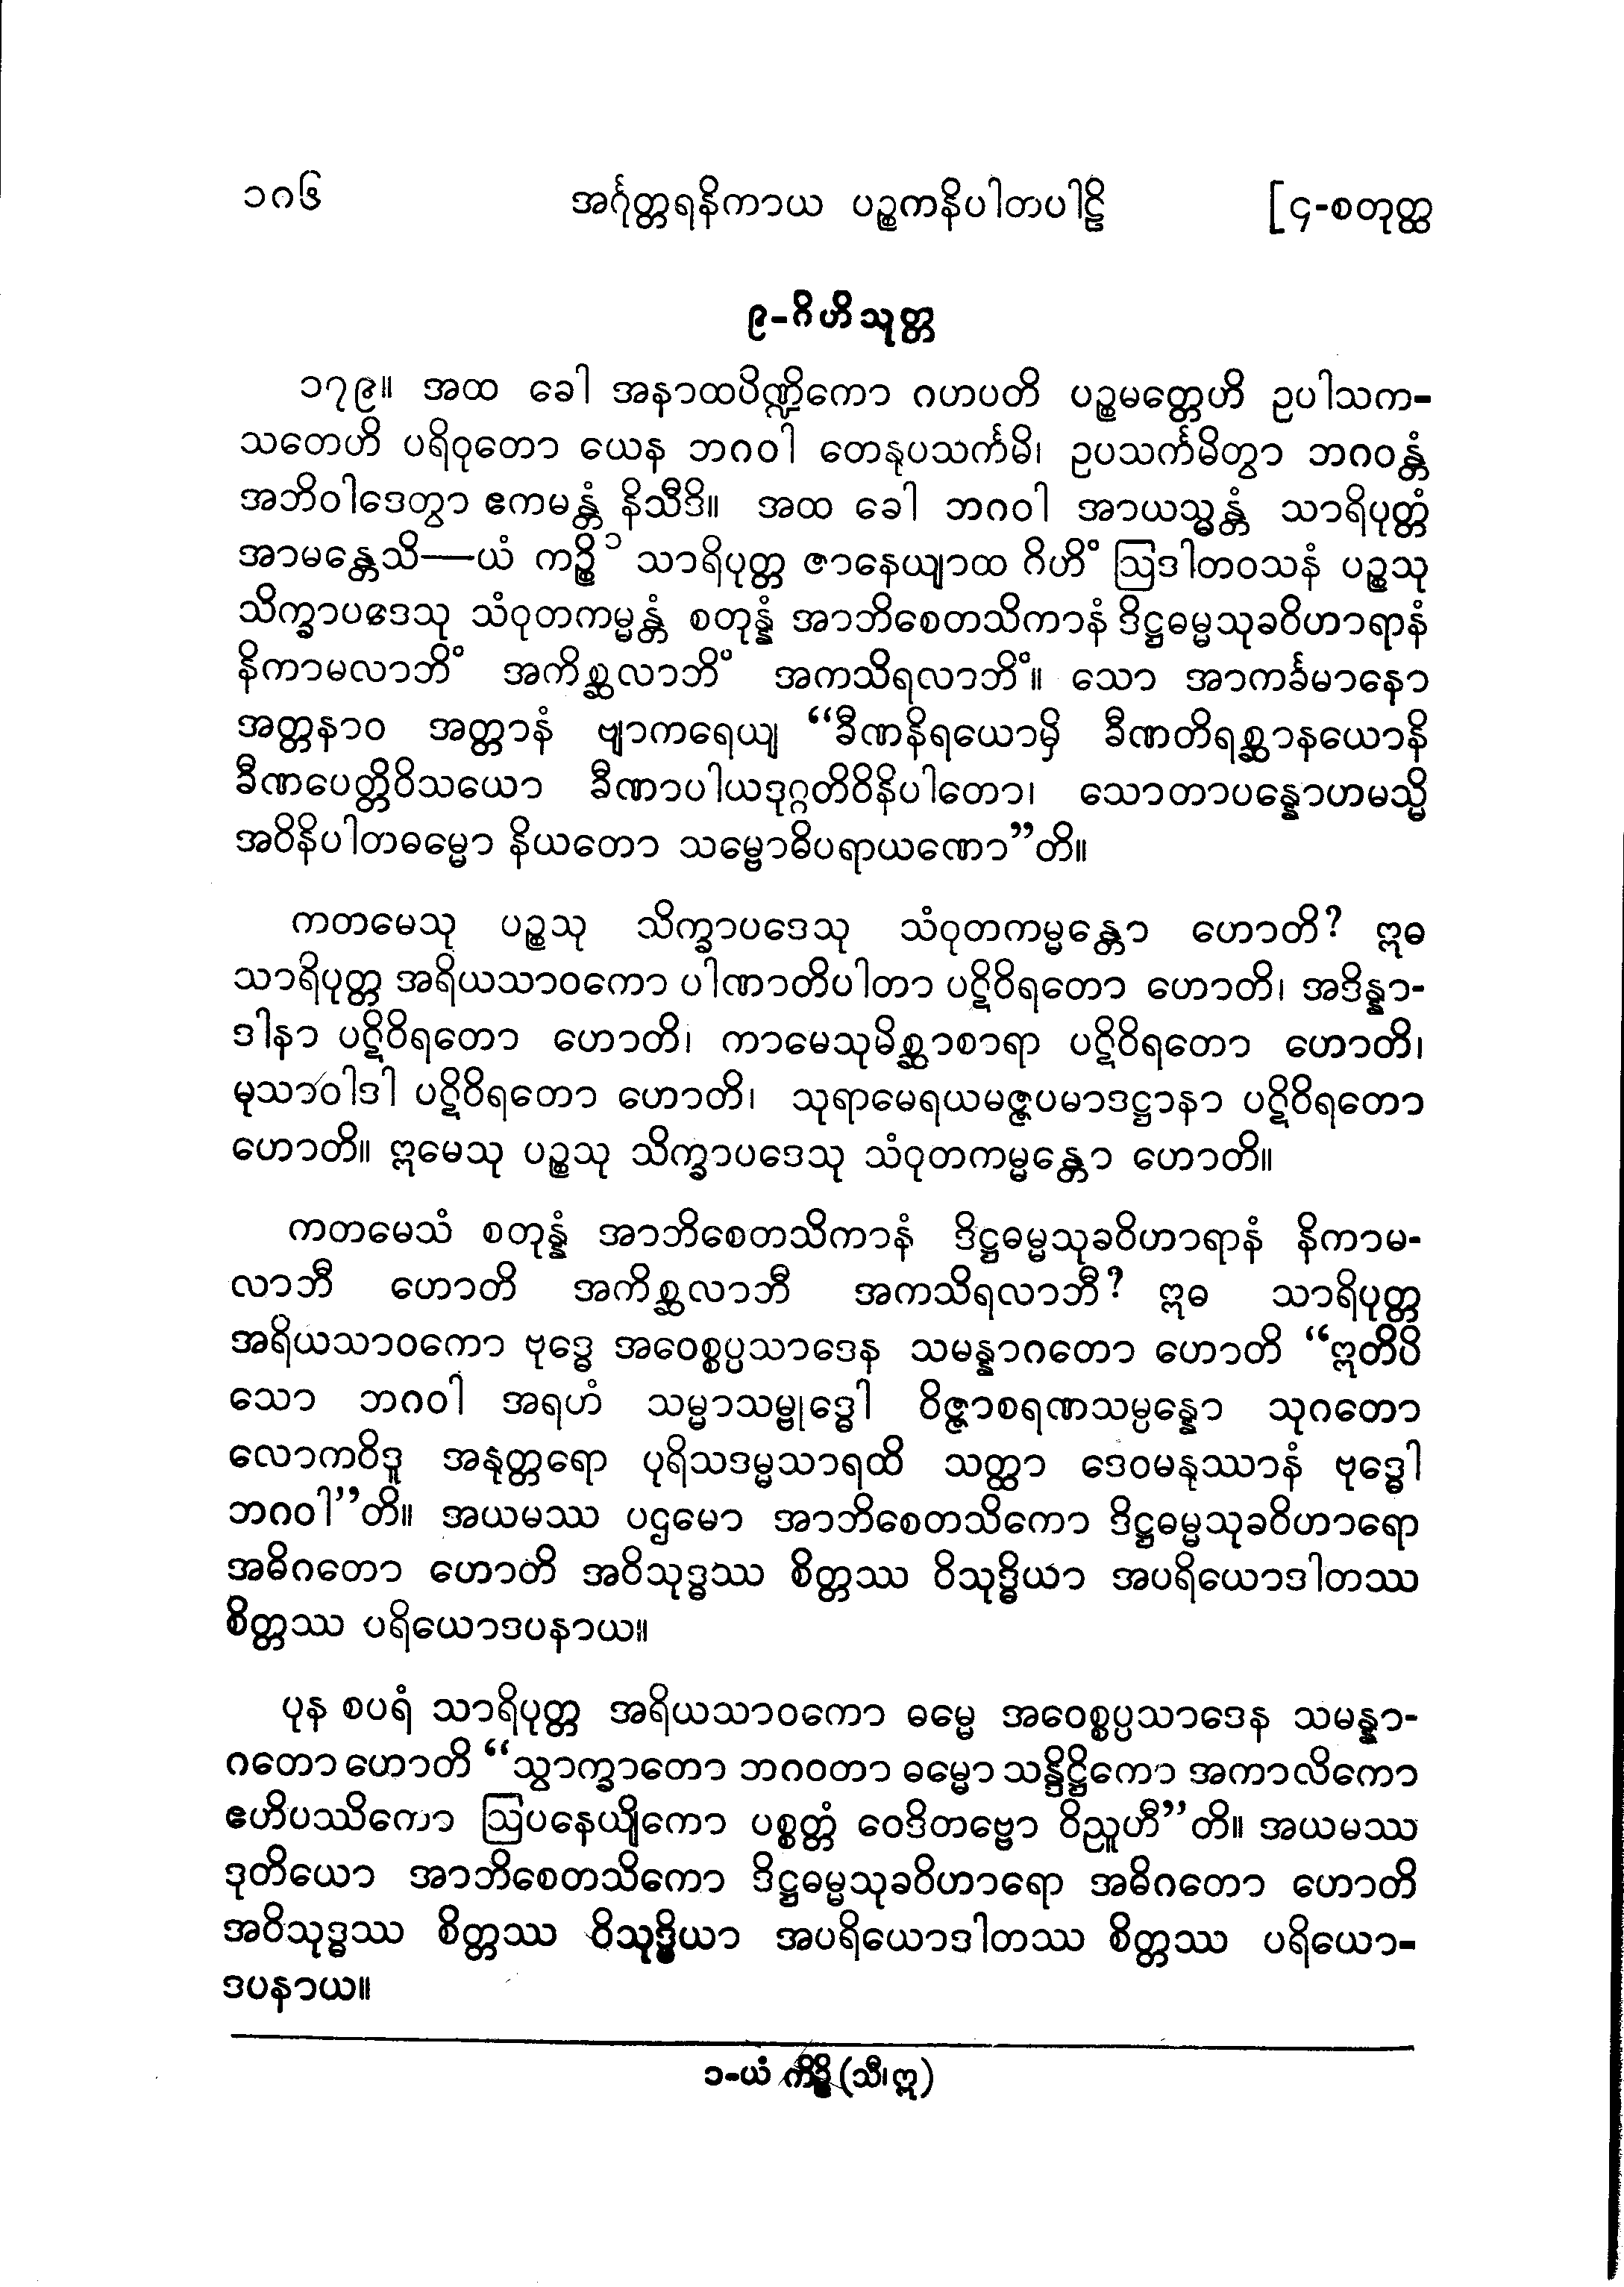 ၁၈၆ အင်္ဂုတ္တရနိကာယ ပဉ္စကနိပါတပါဠိ [၄-စတုတ္ထ
၉-ဂိဟိသုတ္တ
၁၇၉။ အထ ခေါ အနာထပိဏ္ဍိကော ဂဟပတိ ပဉ္စမတ္တေဟိ ဥပါသက-
သတေဟိ ပရိဝုတော ယေန ဘဂဝါ တေနုပသင်္ကမိ၊ ဥပသင်္ကမိတွာ ဘဂဝန္တံ
အဘိဝါဒေတွာ ဧကမန္တံ နိသီဒိ။ အထ ခေါ ဘဂဝါ အာယသ္မန္တံ သာရိပုတ္တံ
အာမန္တေသိ—ယံ ကဉ္စိ ၁ သာရိပုတ္တ ဇာနေယျာထ ဂိဟိံ ဩဒါတဝသနံ ပဉ္စသု
သိက္ခာပဒေသု သံဝုတကမ္မန္တံ စတုန္နံ အာဘိစေတသိကာနံ ဒိဋ္ဌဓမ္မသုခဝိဟာရာနံ
နိကာမလာဘိံ အကိစ္ဆလာဘိံ အကသိရလာဘိံ။ သော အာကင်္ခမာနော
အတ္တနာဝ အတ္တာနံ ဗျာကရေယျ “ခီဏနိရယောမှိ ခီဏတိရစ္ဆာနယောနိ
ခီဏပေတ္တိဝိသယော ခီဏာပါယဒုဂ္ဂတိဝိနိပါတော၊ သောတာပန္နောဟမသ္မိ
အဝိနိပါတဓမ္မော နိယတော သမ္ဗောဓိပရာယဏော”တိ။
ကတမေသု ပဉ္စသု သိက္ခာပဒေသု သံဝုတကမ္မန္တော ဟောတိ? ဣဓ
သာရိပုတ္တ အရိယသာဝကော ပါဏာတိပါတာ ပဋိဝိရတော ဟောတိ၊ အဒိန္နာ-
ဒါနာ ပဋိဝိရတော ဟောတိ၊ ကာမေသုမိစ္ဆာစာရာ ပဋိဝိရတော ဟောတိ၊
မုသာဝါဒါ ပဋိဝိရတော ဟောတိ၊ သုရာမေရယမဇ္ဇပမာဒဋ္ဌာနာ ပဋိဝိရတော
ဟောတိ။ ဣမေသု ပဉ္စသု သိက္ခာပဒေသု သံဝုတကမ္မန္တော ဟောတိ။
ကတမေသံ စတုန္နံ အာဘိစေတသိကာနံ ဒိဋ္ဌဓမ္မသုခဝိဟာရာနံ နိကာမ-
လာဘီ ဟောတိ အကိစ္ဆလာဘီ အကသိရလာဘီ? ဣဓ သာရိပုတ္တ
အရိယသာဝကော ဗုဒ္ဓေ အဝေစ္စပ္ပသာဒေန သမန္နာဂတော ဟောတိ “ဣတိပိ
သော ဘဂဝါ အရဟံ သမ္မာသမ္ဗုဒ္ဓေါ ဝိဇ္ဇာစရဏသမ္ပန္နော သုဂတော
လောကဝိဒူ အနုတ္တရော ပုရိသဒမ္မသာရထိ သတ္ထာ ဒေဝမနုဿာနံ ဗုဒ္ဓေါ
ဘဂဝါ”တိ။ အယမဿ ပဌမော အာဘိစေတသိကော ဒိဋ္ဌဓမ္မသုခဝိဟာရော
အဓိဂတော ဟောတိ အဝိသုဒ္ဓဿ စိတ္တဿ ဝိသုဒ္ဓိယာ အပရိယောဒါတဿ
စိတ္တဿ ပရိယောဒပနာယ။
ပုန စပရံ သာရိပုတ္တ အရိယသာဝကော ဓမ္မေ အဝေစ္စပ္ပသာဒေန သမန္နာ-
ဂတော ဟောတိ “သွာက္ခာတော ဘဂဝတာ ဓမ္မော သန္ဒိဋ္ဌိကော အကာလိကော
ဧဟိပဿိကော ဩပနေယျိကော ပစ္စတ္တံ ဝေဒိတဗ္ဗော ဝိညူဟီ”တိ။ အယမဿ
ဒုတိယော အာဘိစေတသိကော ဒိဋ္ဌဓမ္မသုခဝိဟာရော အဓိဂတော ဟောတိ
အဝိသုဒ္ဓဿ စိတ္တဿ ဝိသုဒ္ဓိယာ အပရိယောဒါတဿ စိတ္တဿ ပရိယော-
ဒပနာယ။
၁-ယံ ကိဉ္စိ (သီ၊ဣ)